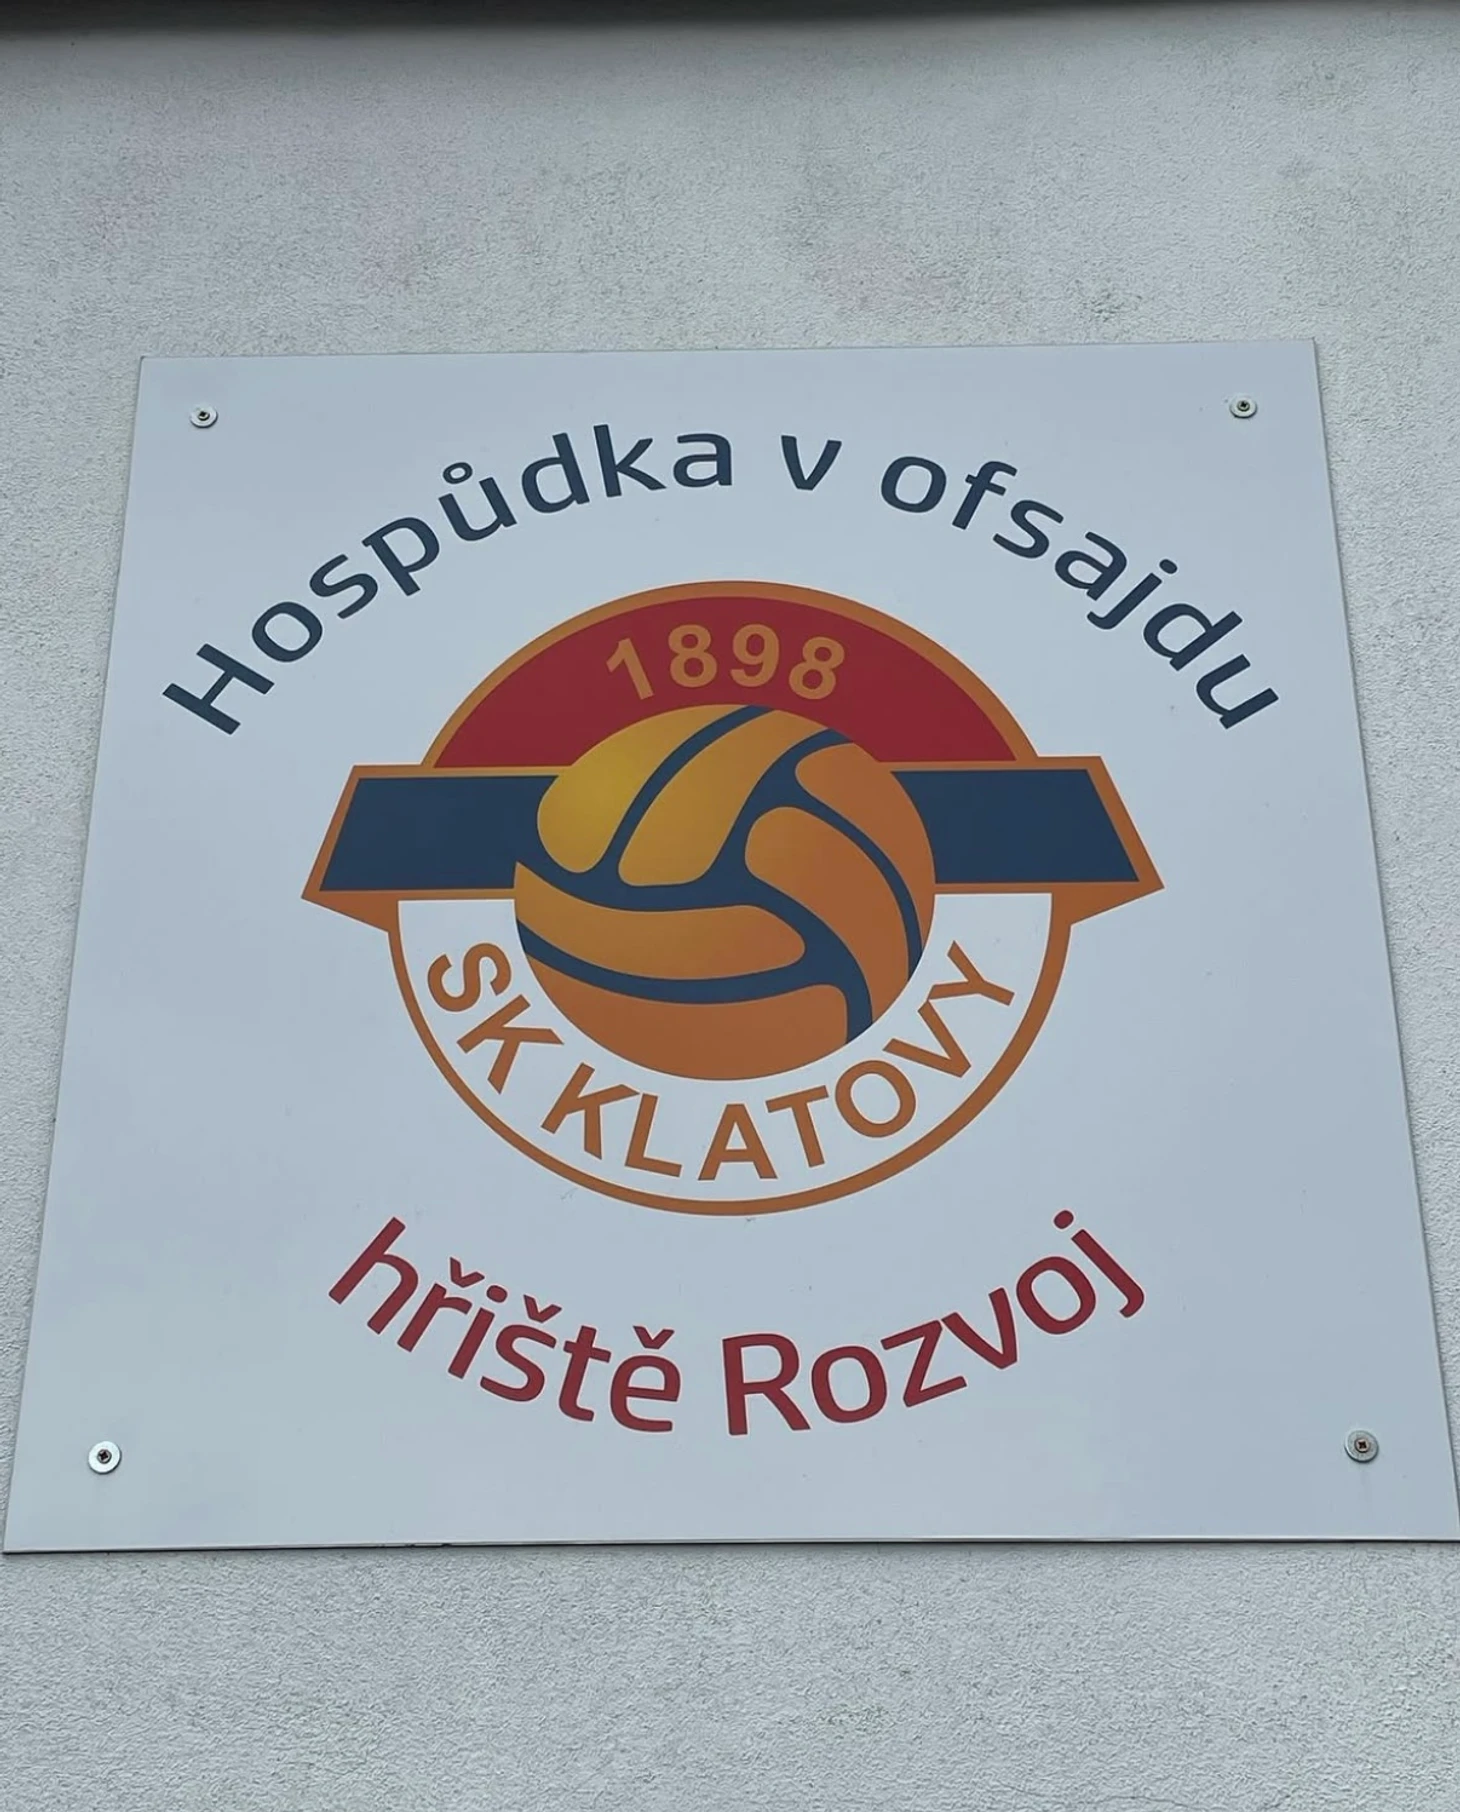 Hospůdka v ofsajdu
1898
SK KLATOVY
hřiště Rozvoj